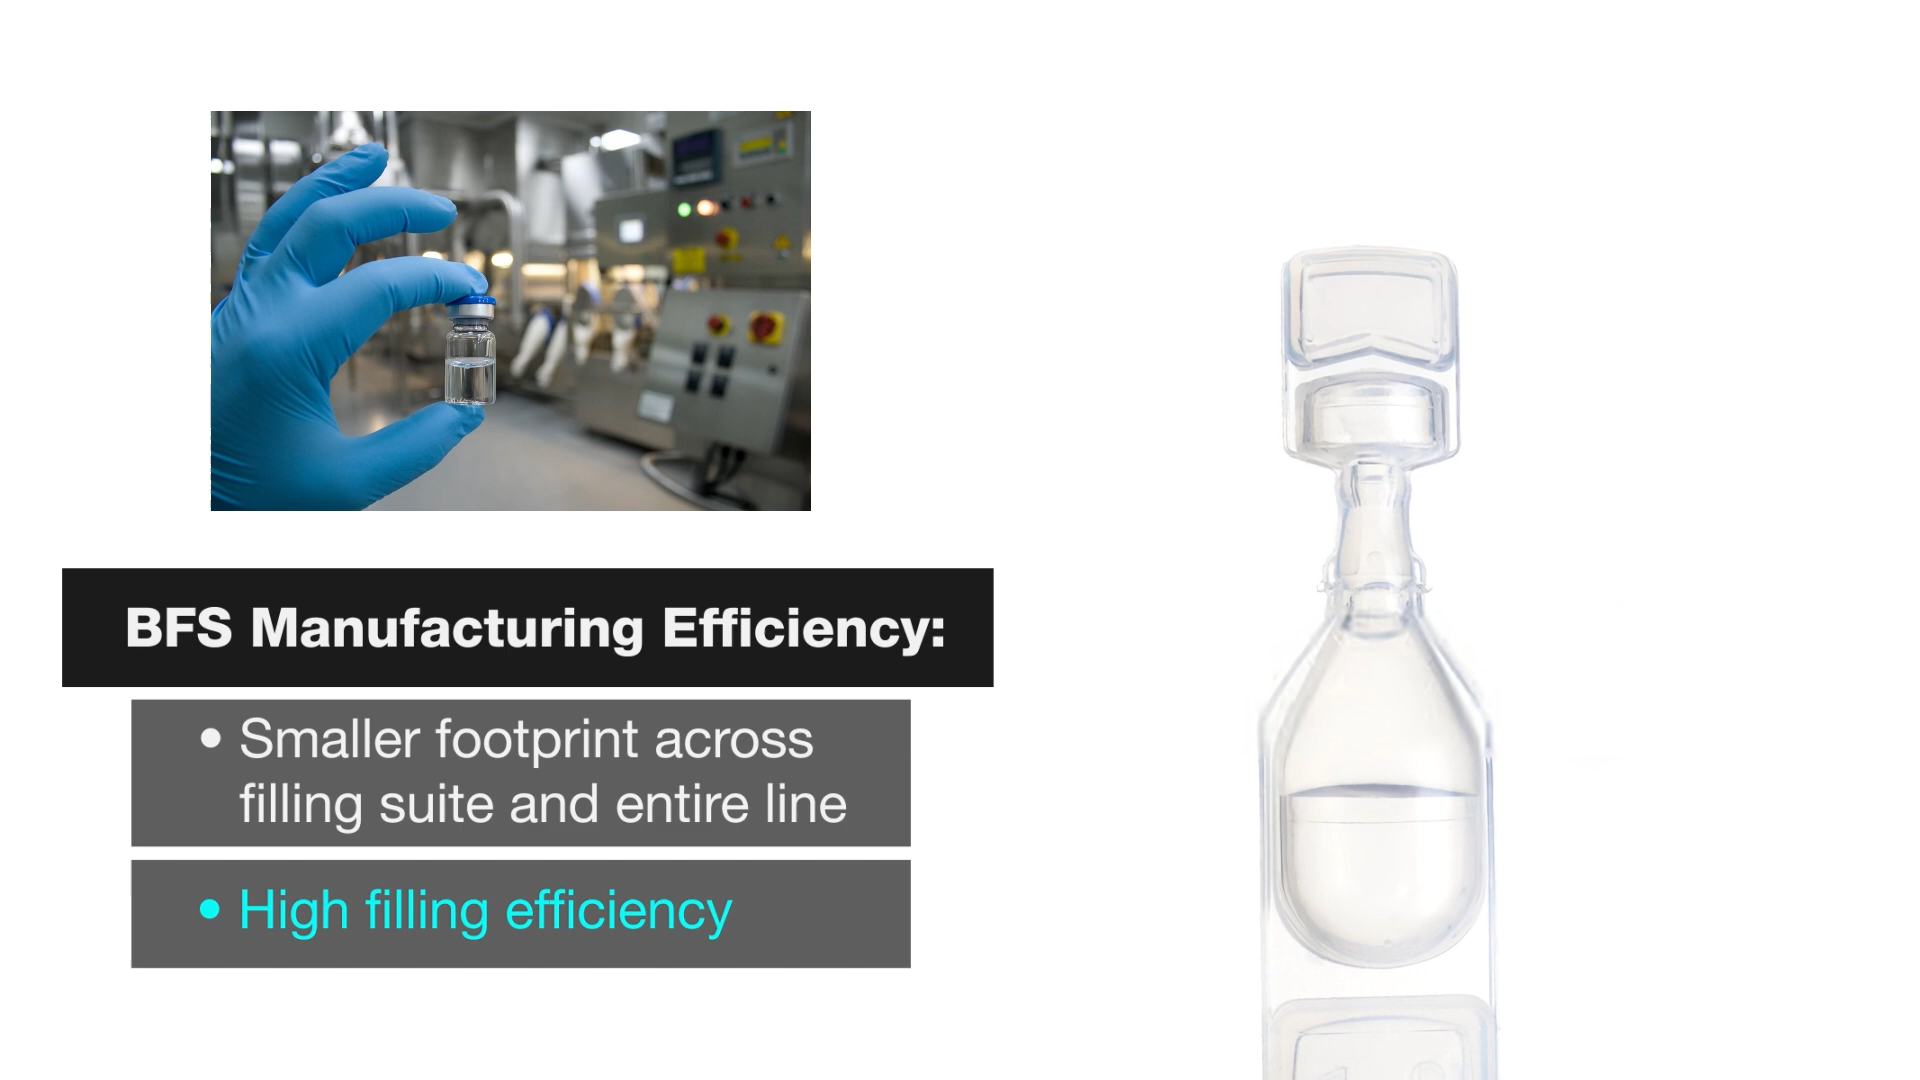 BFS Manufacturing Efficiency:
• Smaller footprint across
filling suite and entire line
• High filling efficiency